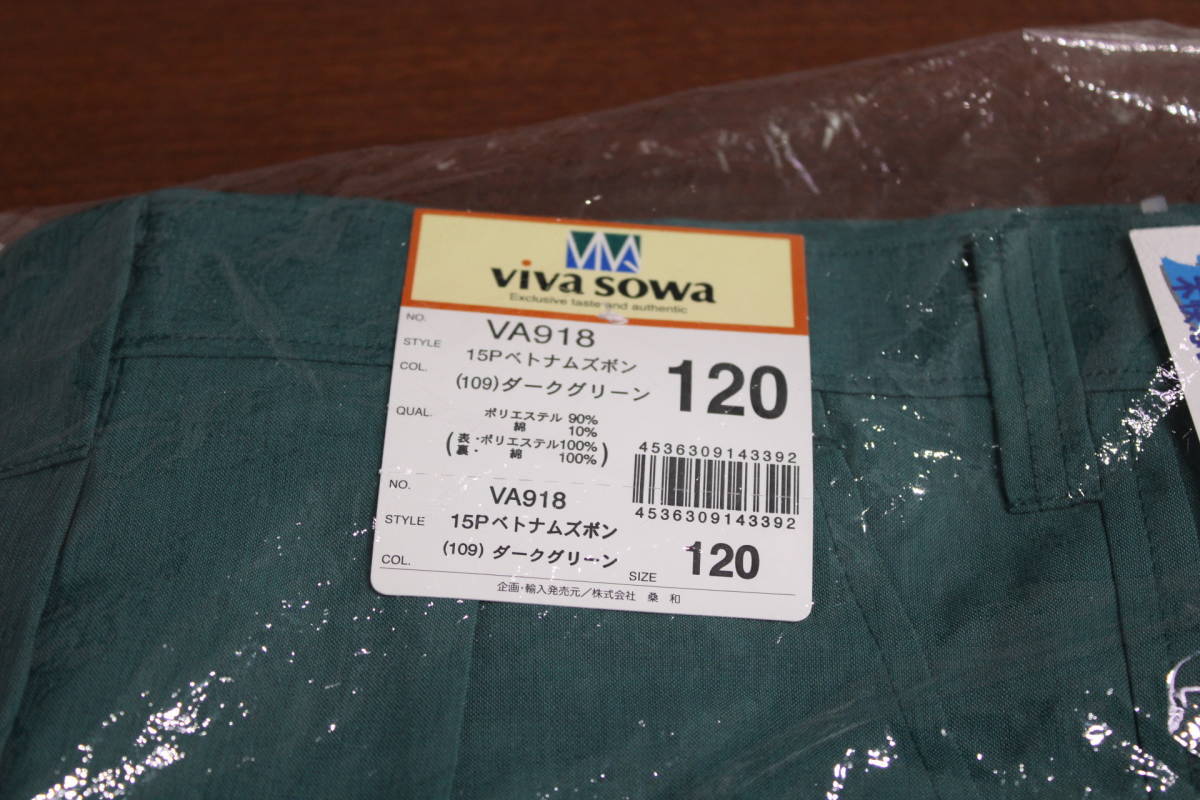 viva sowa
Exclusive taste and authentic
NO. VA918
STYLE 15Pベトナムズボン
COL. (109)ダークグリーン 120
QUAL. ポリエステル 90%
綿 10%
(表・ポリエステル100%
裏・ 綿 100%)
4536309143392
4536309143392
NO. VA918
STYLE 15Pベトナムズボン
COL. (109) ダークグリーン SIZE 120
企画・輸入発売元/株式会社 桑 和